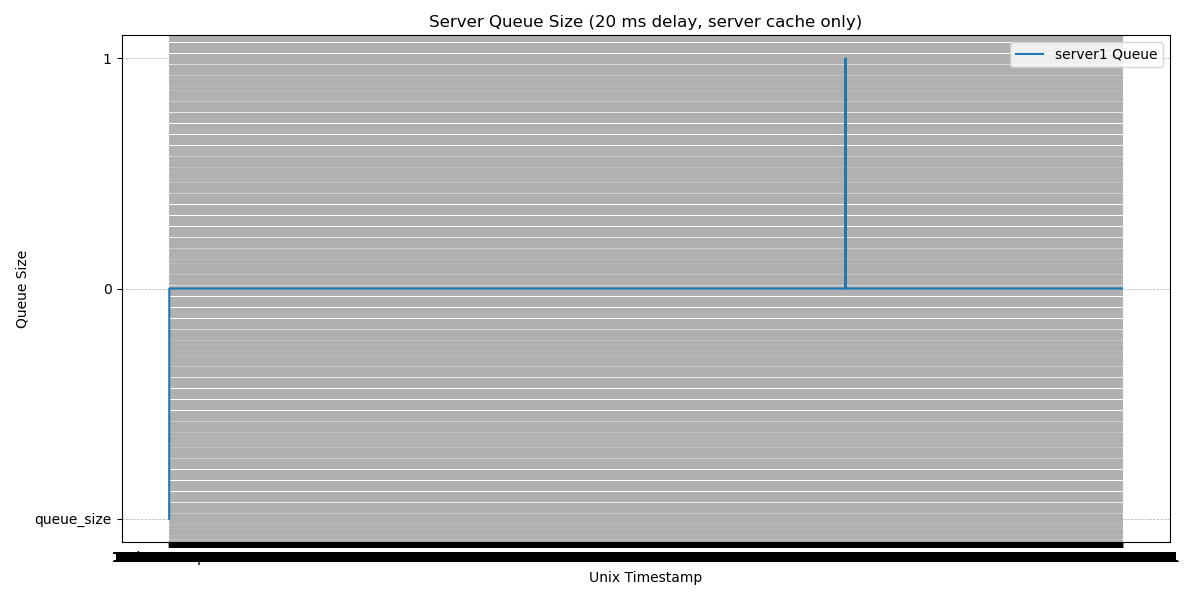 Server Queue Size (20 ms delay, server cache only)
server1 Queue
1
0
queue_size
Queue Size
Unix Timestamp